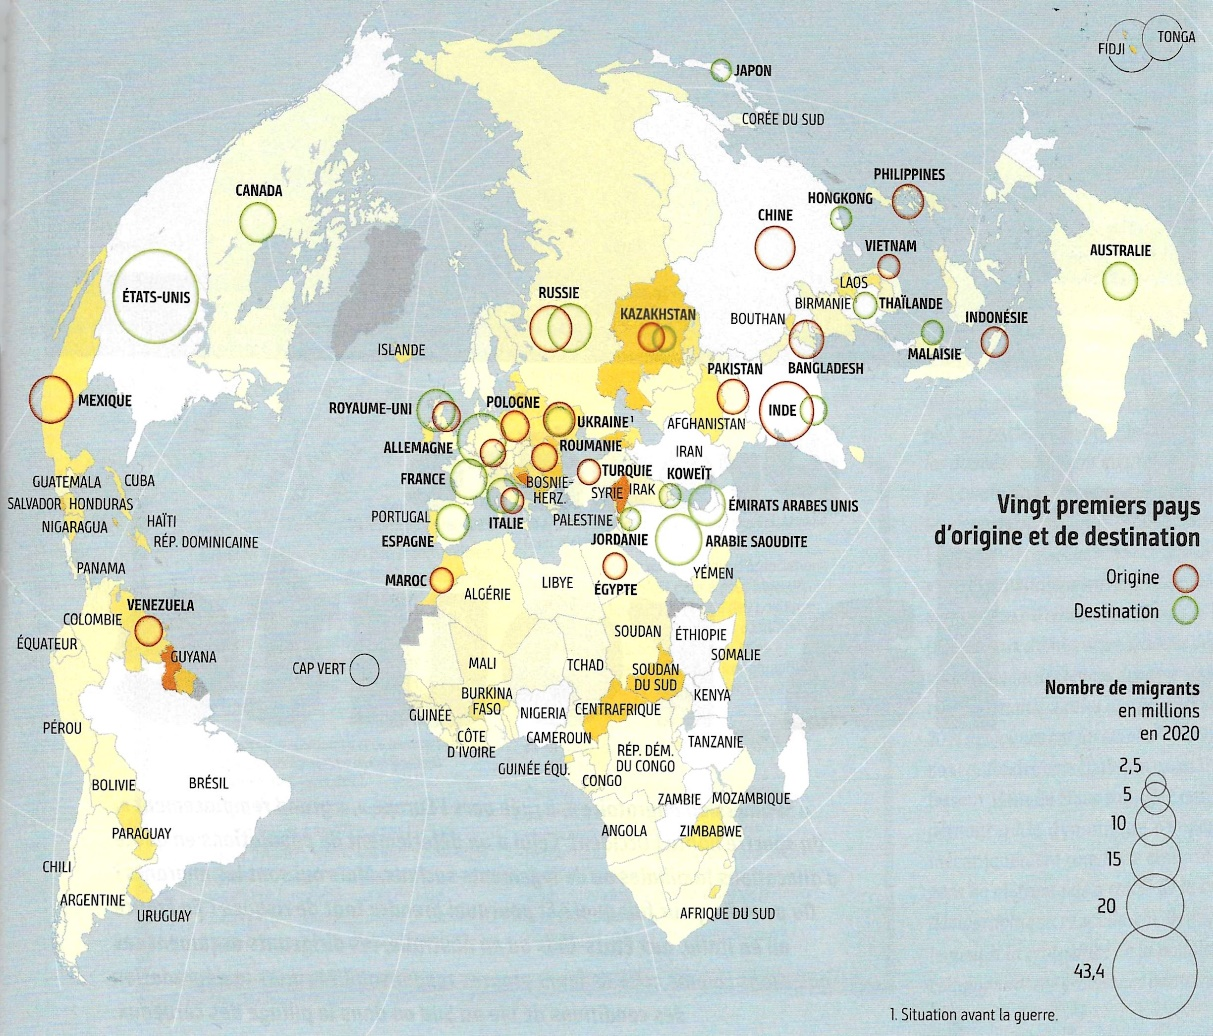 FIDJI
TONGA
JAPON
CORÉE DU SUD
PHILIPPINES
CANADA
HONGKONG
CHINE
VIETNAM
AUSTRALIE
LAOS
ÉTATS-UNIS
RUSSIE
BIRMANIE
THAÏLANDE
KAZAKHSTAN
BOUTHAN
INDONÉSIE
ISLANDE
MALAISIE
PAKISTAN
BANGLADESH
MEXIQUE
ROYAUME-UNI
POLOGNE
INDE
UKRAINE¹
AFGHANISTAN
ALLEMAGNE
ROUMANIE
IRAN
FRANCE
TURQUIE
KOWEÏT
GUATEMALA
CUBA
BOSNIE-
HERZ.
SYRIE
IRAK
SALVADOR
HONDURAS
ÉMIRATS ARABES UNIS
NIGARAGUA
HAÏTI
PORTUGAL
ITALIE
PALESTINE
RÉP. DOMINICAINE
ESPAGNE
JORDANIE
ARABIE SAOUDITE
PANAMA
MAROC
ALGÉRIE
LIBYE
ÉGYPTE
YÉMEN
VENEZUELA
COLOMBIE
ÉQUATEUR
GUYANA
CAP VERT
SOUDAN
ÉTHIOPIE
SOMALIE
MALI
TCHAD
SOUDAN
DU SUD
BURKINA
FASO
KENYA
GUINÉE
NIGERIA
CENTRAFRIQUE
PÉROU
CÔTE
D'IVOIRE
CAMEROUN
TANZANIE
RÉP. DÉM.
DU CONGO
GUINÉE ÉQU.
CONGO
BOLIVIE
BRÉSIL
ZAMBIE
MOZAMBIQUE
PARAGUAY
ANGOLA
ZIMBABWE
CHILI
ARGENTINE
URUGUAY
AFRIQUE DU SUD
Vingt premiers pays
d'origine et de destination
Origine
Destination
Nombre de migrants
en millions
en 2020
2,5
5
10
15
20
43,4
1. Situation avant la guerre.